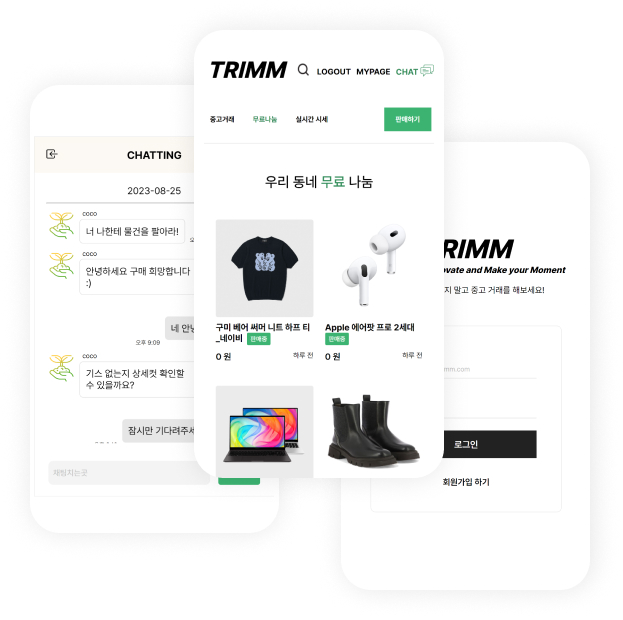 CHATTING
2023-08-25
coco
너 나한테 물건을 팔아라!
coco
안녕하세요 구매 희망합니다
:)
네 안녕
오후 9:09
coco
기스 없는지 상세컷 확인할
수 있을까요?
잠시만 기다려주세
채팅치는곳
TRIMM
LOGOUT MYPAGE CHAT
중고거래 무료나눔 실시간 시세
판매하기
우리 동네 무료 나눔
구미 베어 써머 니트 하프 티
_네이비 판매중
0 원 하루 전
Apple 에어팟 프로 2세대
판매중
0 원 하루 전
RIMM
ovate and Make your Moment
지 말고 중고 거래를 해보세요!
mm.com
로그인
회원가입 하기